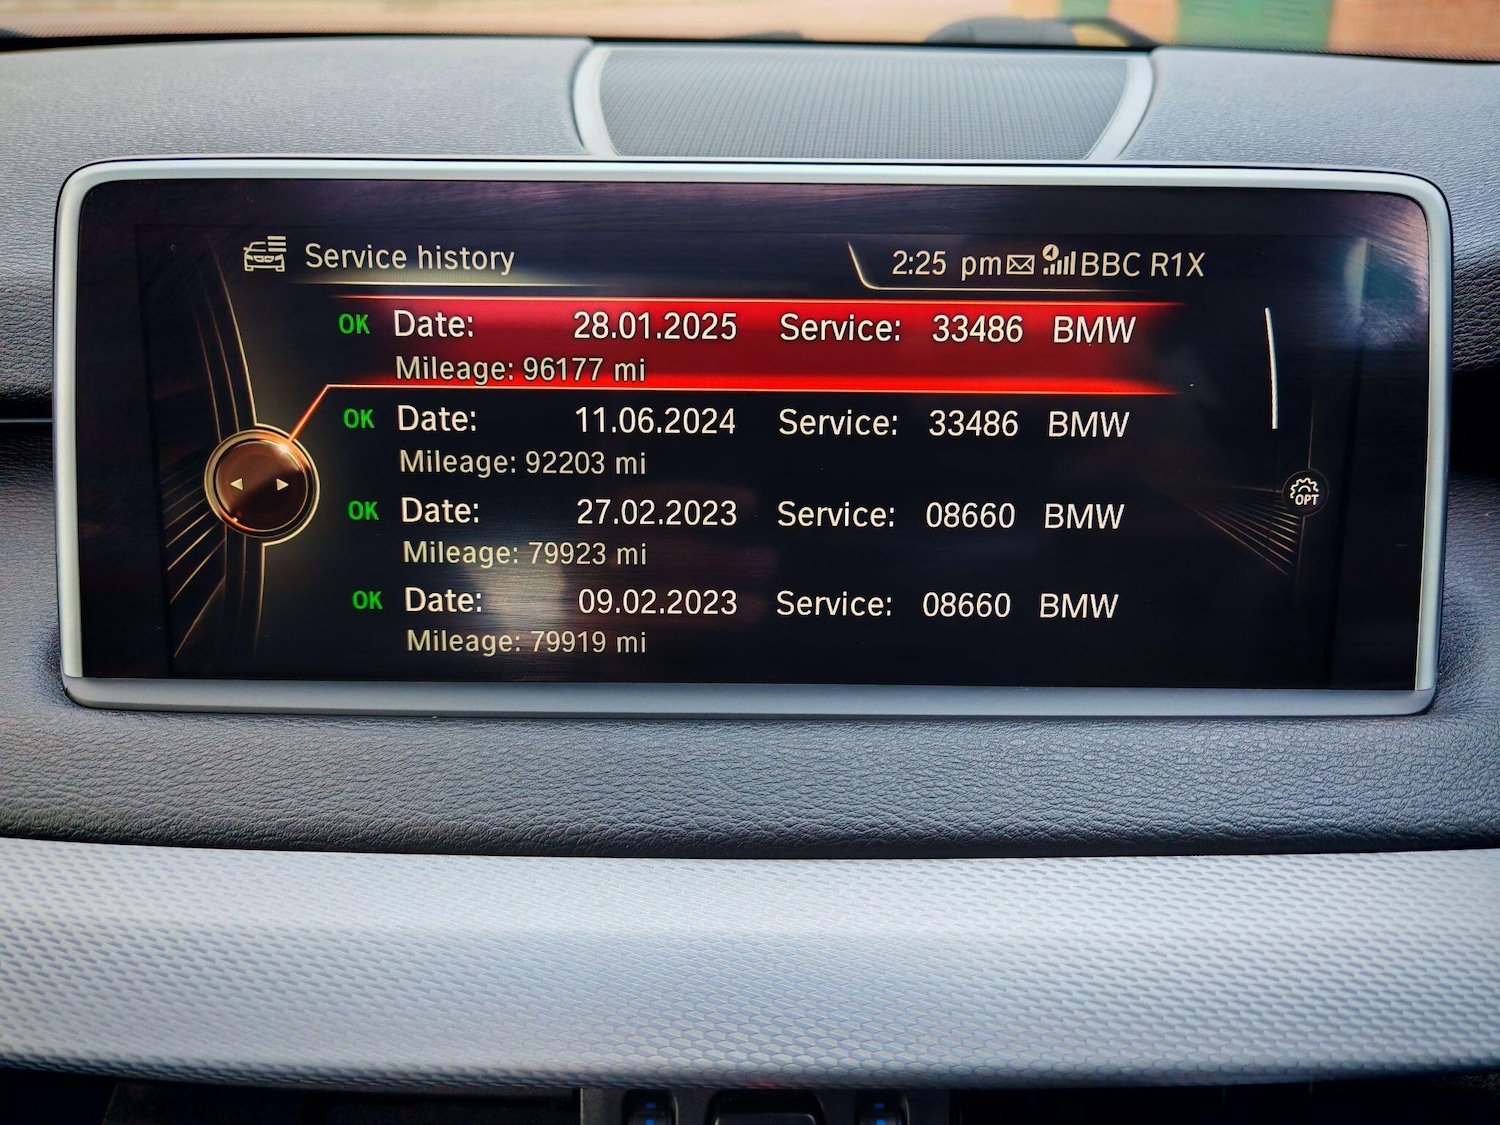 Service history
2:25 pm BBC R1X
OK Date: 28.01.2025 Service: 33486 BMW
Mileage: 96177 mi
OK Date: 11.06.2024 Service: 33486 BMW
Mileage: 92203 mi
OK Date: 27.02.2023 Service: 08660 BMW
Mileage: 79923 mi
OK Date: 09.02.2023 Service: 08660 BMW
Mileage: 79919 mi
OPT